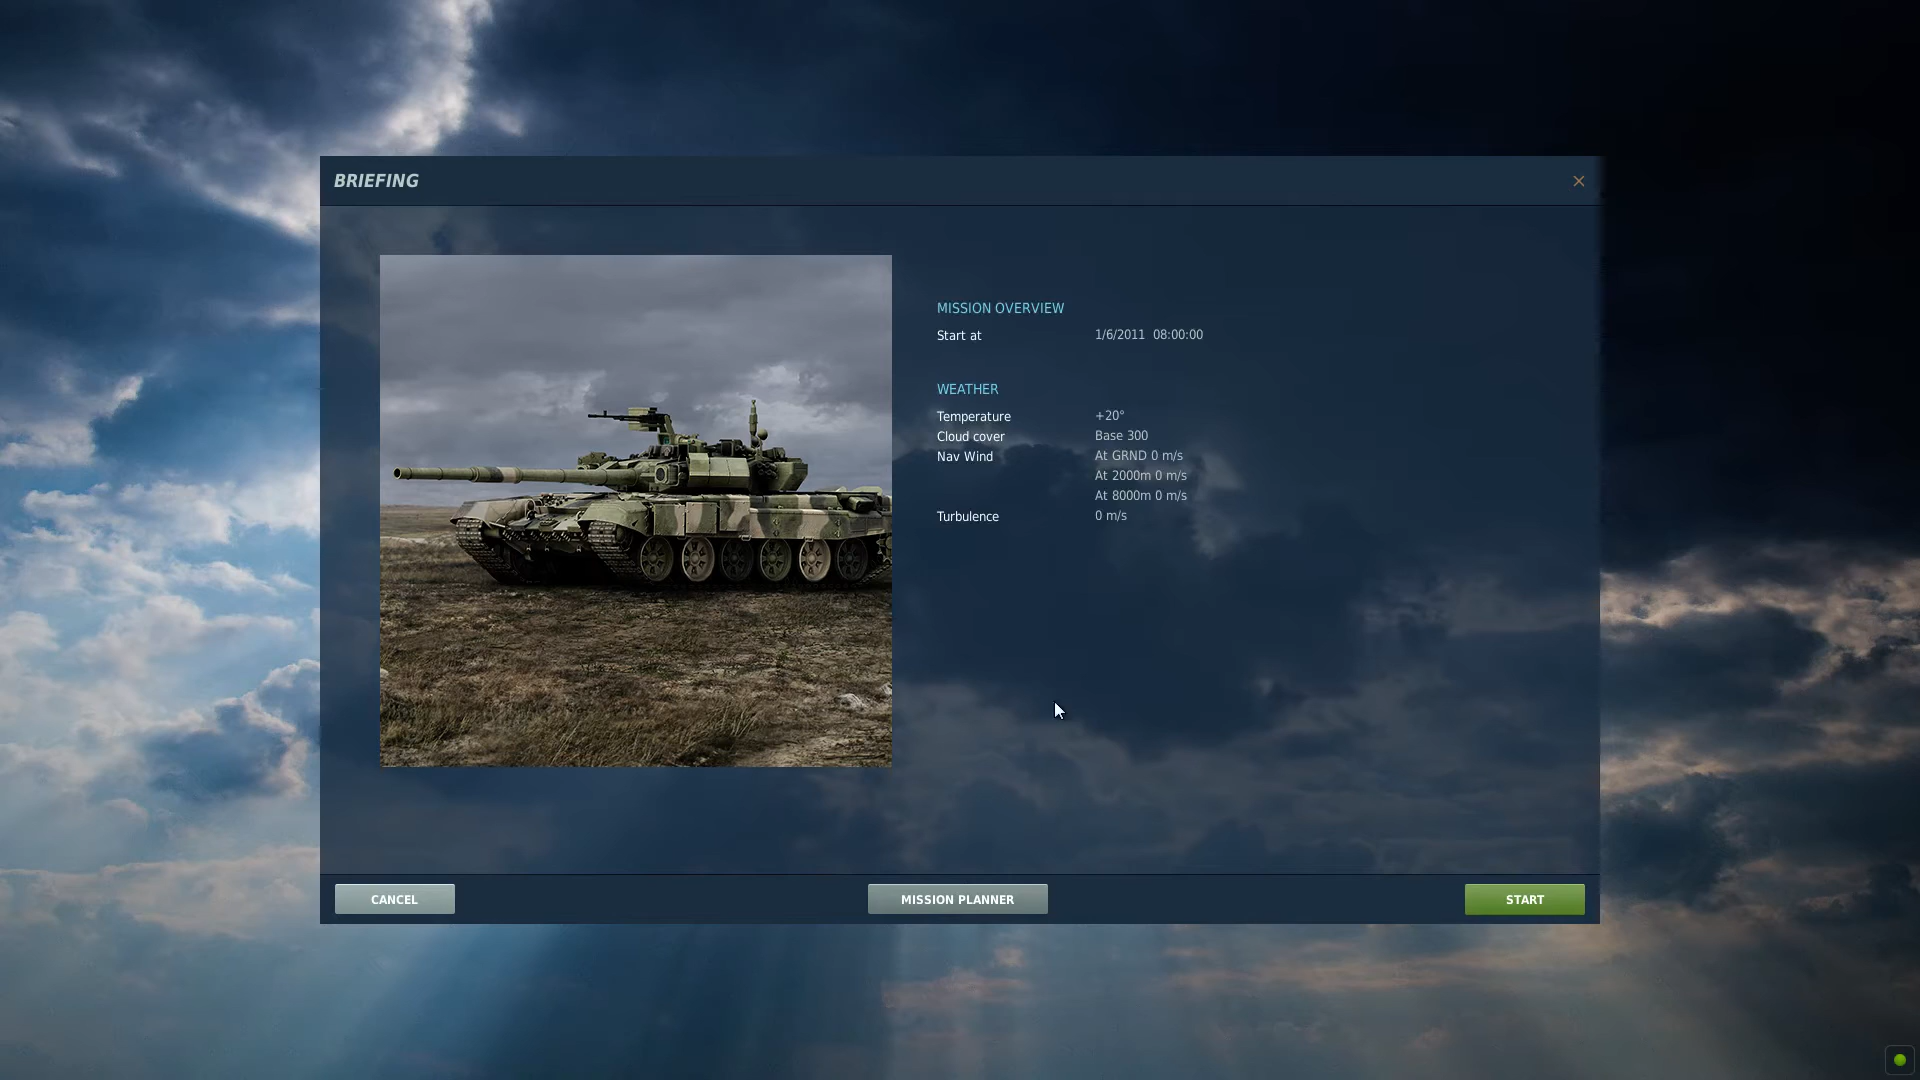 BRIEFING
MISSION OVERVIEW
Start at 1/6/2011 08:00:00
WEATHER
Temperature +20°
Cloud cover Base 300
Nav Wind At GRND 0 m/s
At 2000m 0 m/s
At 8000m 0 m/s
Turbulence 0 m/s
CANCEL MISSION PLANNER START